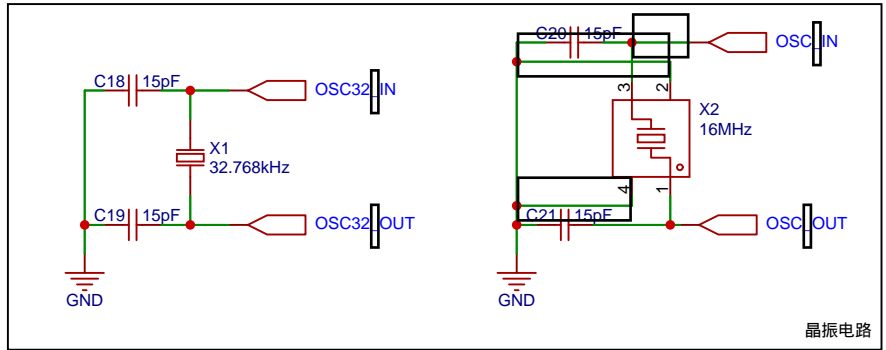 C20 15pF
OSC_IN
C18 15pF
OSC32_IN
3
2
X2
16MHz
X1
32.768kHz
4
1
C19 15pF
OSC32_OUT
C21 15pF
OSC_OUT
GND
GND
晶振电路